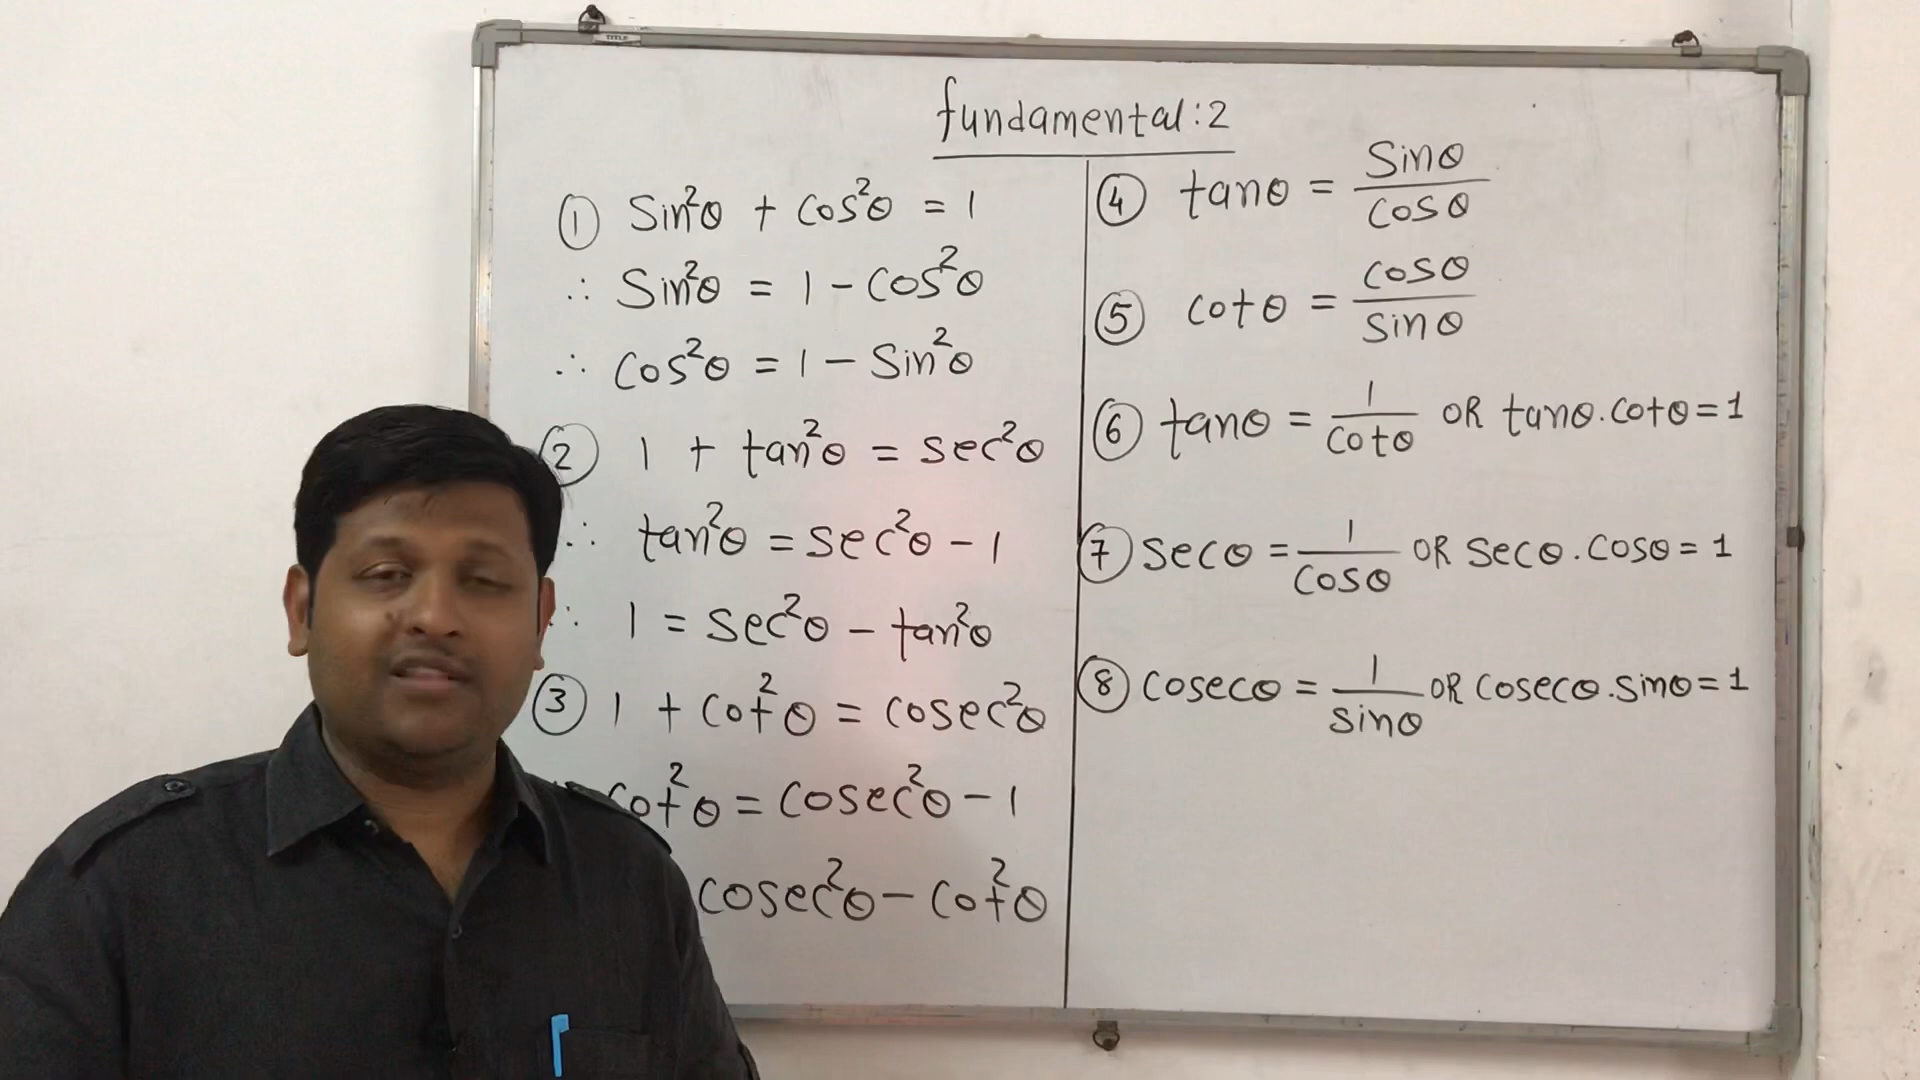 TITLE
fundamental:2
① Sin²θ + Cos²θ = 1
∴ Sin²θ = 1 - Cos²θ
∴ Cos²θ = 1 - Sin²θ
② 1 + tan²θ = sec²θ
∴ tan²θ = sec²θ - 1
∴ 1 = sec²θ - tan²θ
③ 1 + Cot²θ = cosec²θ
cot²θ = cosec²θ - 1
cosec²θ - cot²θ
④ tanθ = Sinθ / Cosθ
⑤ cotθ = cosθ / sinθ
⑥ tanθ = 1 / Cotθ OR tanθ.Cotθ=1
⑦ secθ = 1 / Cosθ OR secθ.Cosθ=1
⑧ cosecθ = 1 / sinθ OR cosecθ.sinθ=1